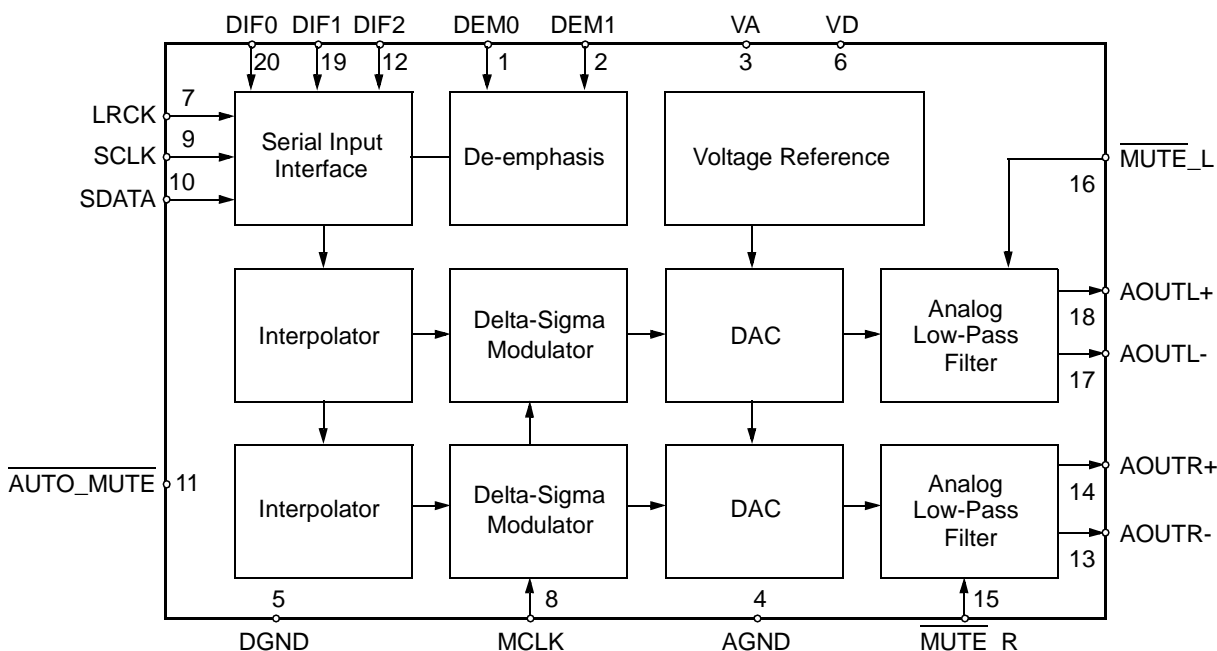 DIF0 DIF1 DIF2 DEM0 DEM1 VA VD
20 19 12 1 2 3 6
LRCK 7
SCLK 9
SDATA 10
Serial Input
Interface
De-emphasis
Voltage Reference
MUTE_L
16
Interpolator
Delta-Sigma
Modulator
DAC
Analog
Low-Pass
Filter
AOUTL+
18
AOUTL-
17
AUTO_MUTE 11
Interpolator
Delta-Sigma
Modulator
DAC
Analog
Low-Pass
Filter
AOUTR+
14
AOUTR-
13
5 8 4 15
DGND MCLK AGND MUTE R